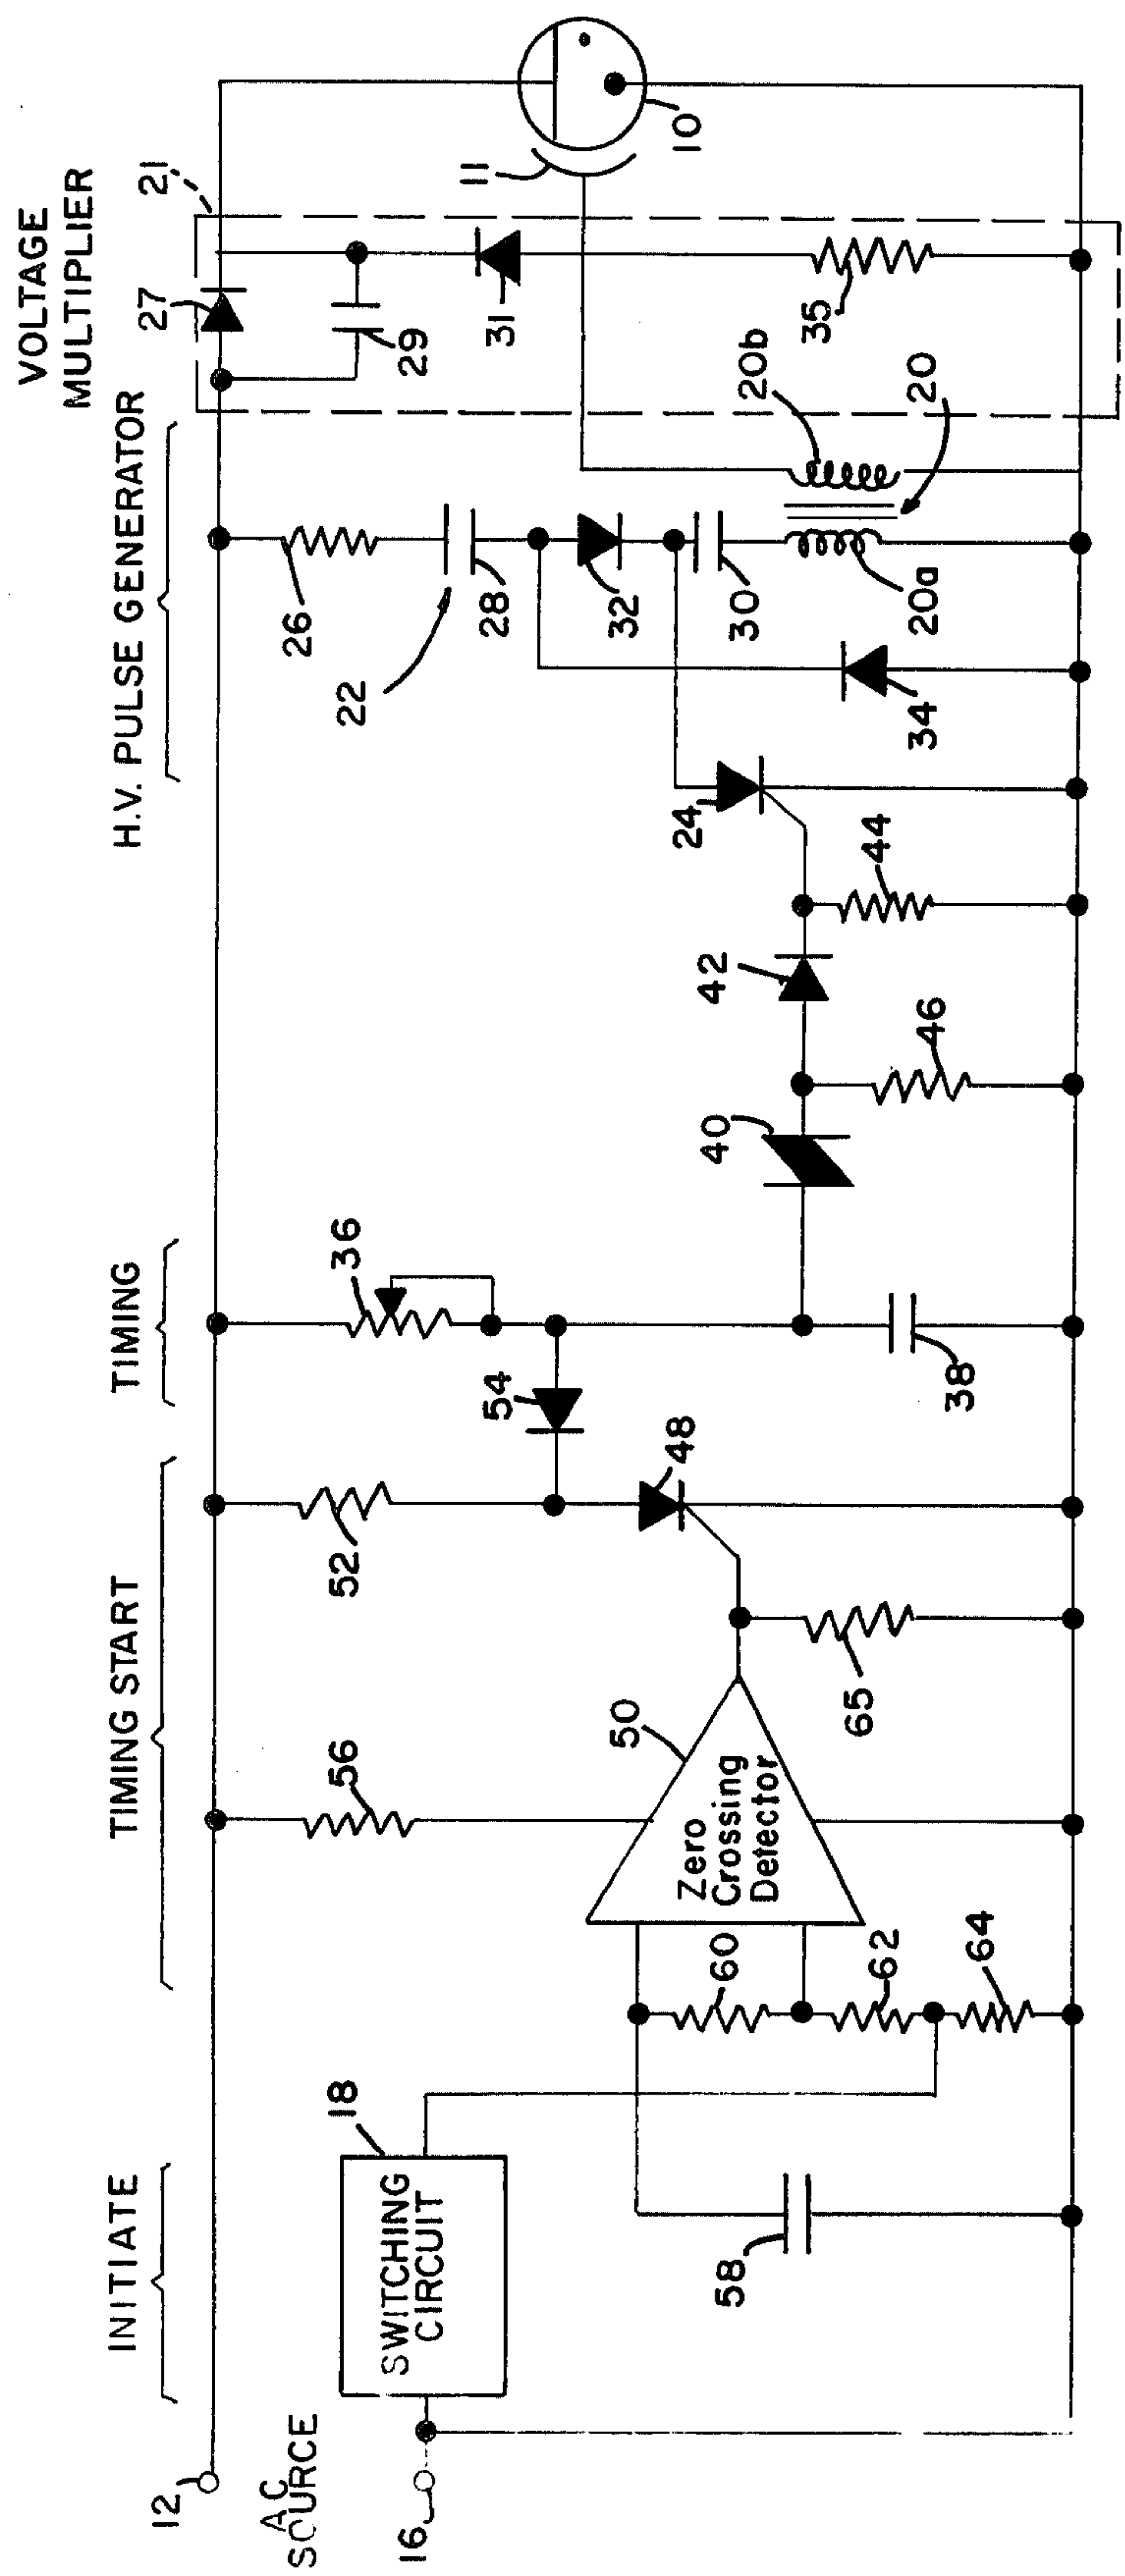 VOLTAGE
MULTIPLIER
H.V. PULSE GENERATOR
TIMING
TIMING START
INITIATE
12
AC
SOURCE
16
18
SWITCHING
CIRCUIT
58
60
62
64
56
50
Zero
Crossing
Detector
65
52
48
54
36
38
40
46
42
44
24
34
22
26
28
32
30
20a
20b
20
27
21
29
31
35
11
10